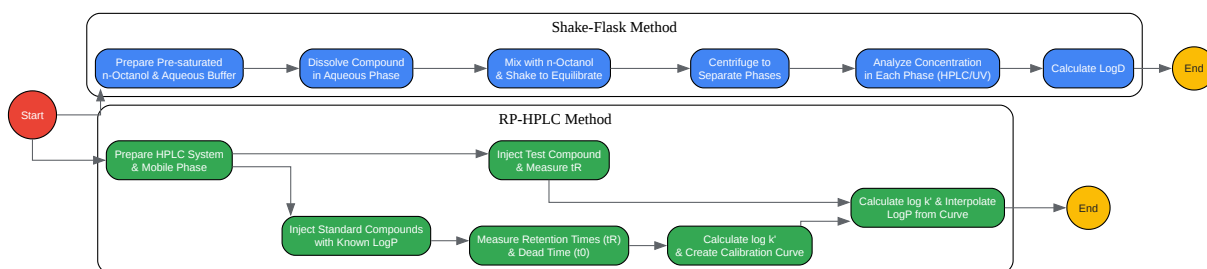 Shake-Flask Method
Prepare Pre-saturated
n-Octanol & Aqueous Buffer
Dissolve Compound
in Aqueous Phase
Mix with n-Octanol
& Shake to Equilibrate
Centrifuge to
Separate Phases
Analyze Concentration
in Each Phase (HPLC/UV)
Calculate LogD
End
Start
RP-HPLC Method
Prepare HPLC System
& Mobile Phase
Inject Test Compound
& Measure tR
Inject Standard Compounds
with Known LogP
Measure Retention Times (tR)
& Dead Time (t0)
Calculate log k'
& Create Calibration Curve
Calculate log k' & Interpolate
LogP from Curve
End